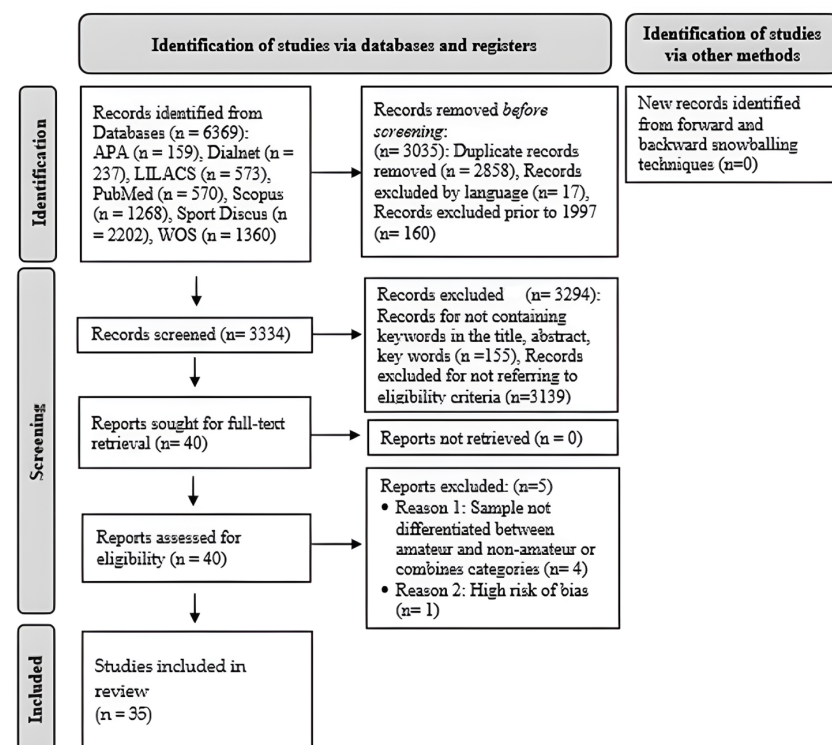 Identification of studies via databases and registers
Identification of studies
via other methods
Identification
Records identified from
Databases (n = 6369):
APA (n = 159), Dialnet (n =
237), LILACS (n = 573),
PubMed (n = 570), Scopus
(n = 1268), Sport Discus (n
= 2202), WOS (n = 1360)
Records removed before
screening:
(n= 3035): Duplicate records
removed (n = 2858), Records
excluded by language (n= 17),
Records excluded prior to 1997
(n= 160)
New records identified
from forward and
backward snowballing
techniques (n=0)
Screening
Records screened (n= 3334)
Records excluded (n= 3294):
Records for not containing
keywords in the title, abstract,
key words (n =155), Records
excluded for not referring to
eligibility criteria (n=3139)
Reports sought for full-text
retrieval (n= 40)
Reports not retrieved (n = 0)
Reports assessed for
eligibility (n = 40)
Reports excluded: (n=5)
• Reason 1: Sample not
differentiated between
amateur and non-amateur or
combines categories (n= 4)
• Reason 2: High risk of bias
(n= 1)
Included
Studies included in
review
(n = 35)